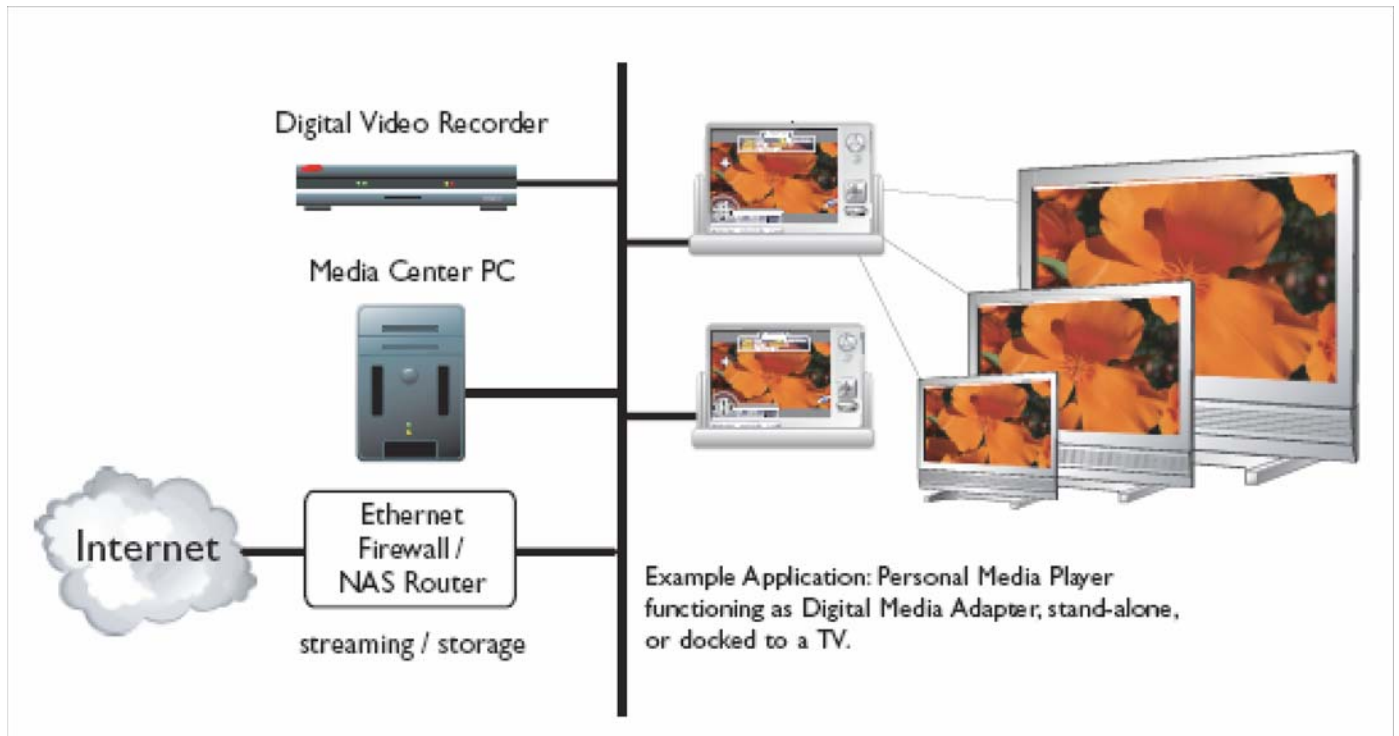 Digital Video Recorder
Media Center PC
Internet
Ethernet
Firewall /
NAS Router
streaming / storage
Example Application: Personal Media Player
functioning as Digital Media Adapter, stand-alone,
or docked to a TV.